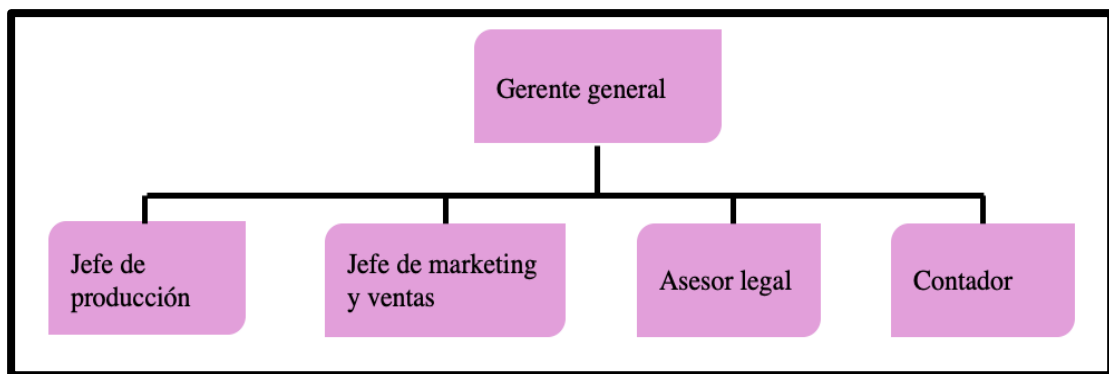 Gerente general
Jefe de
producción
Jefe de marketing
y ventas
Asesor legal
Contador